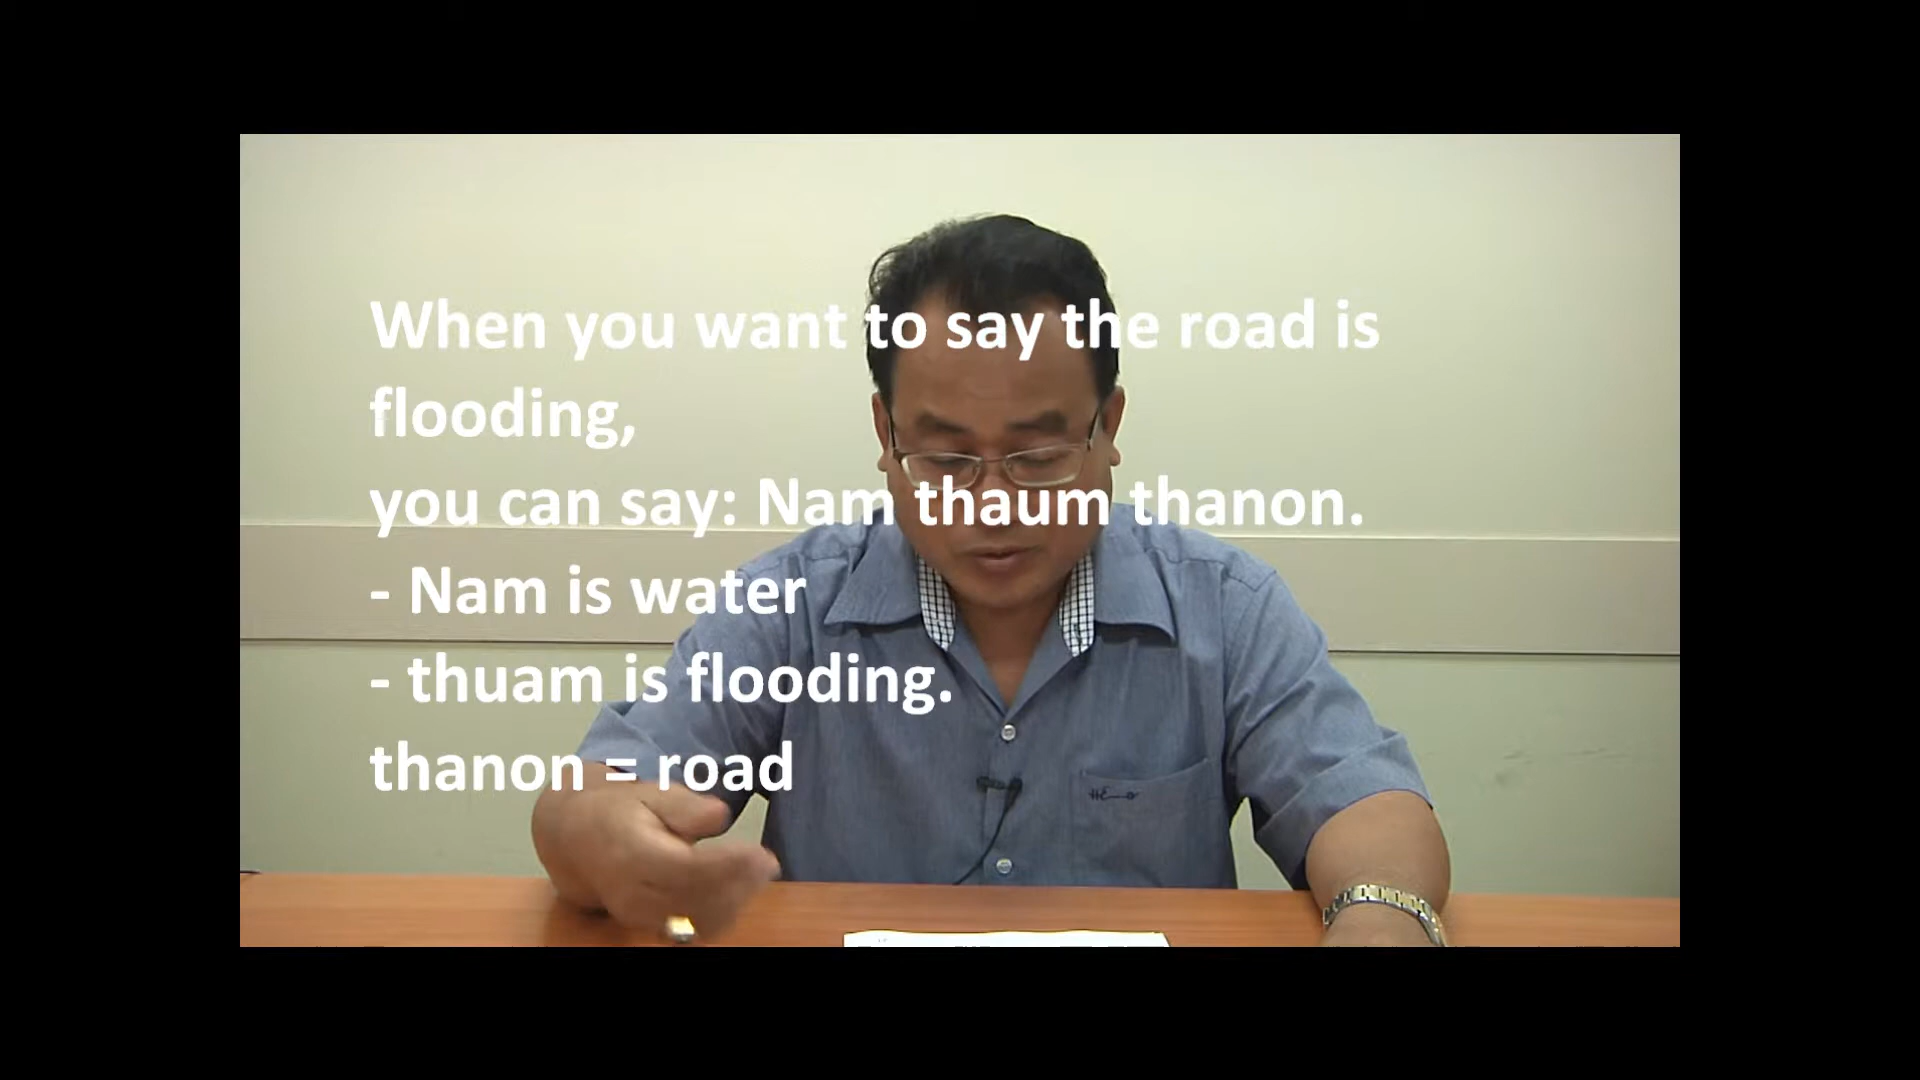 When you want to say the road is
flooding,
you can say: Nam thaum thanon.
- Nam is water
- thuam is flooding.
thanon = road